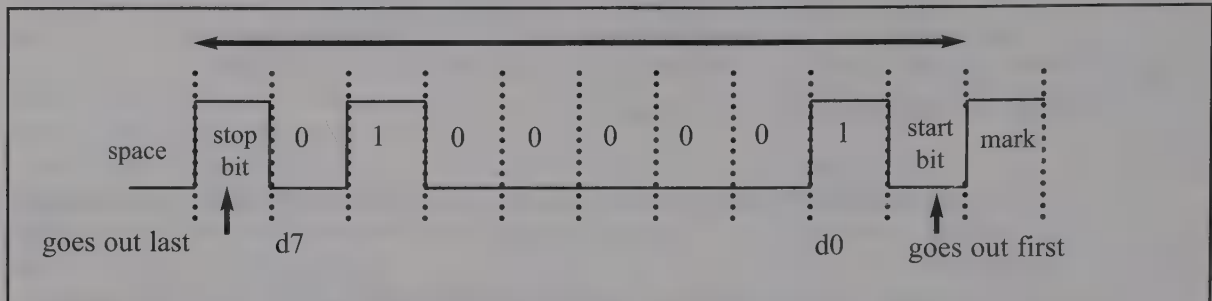 space stop bit 0 1 0 0 0 0 0 1 start bit mark
goes out last d7 d0 goes out first